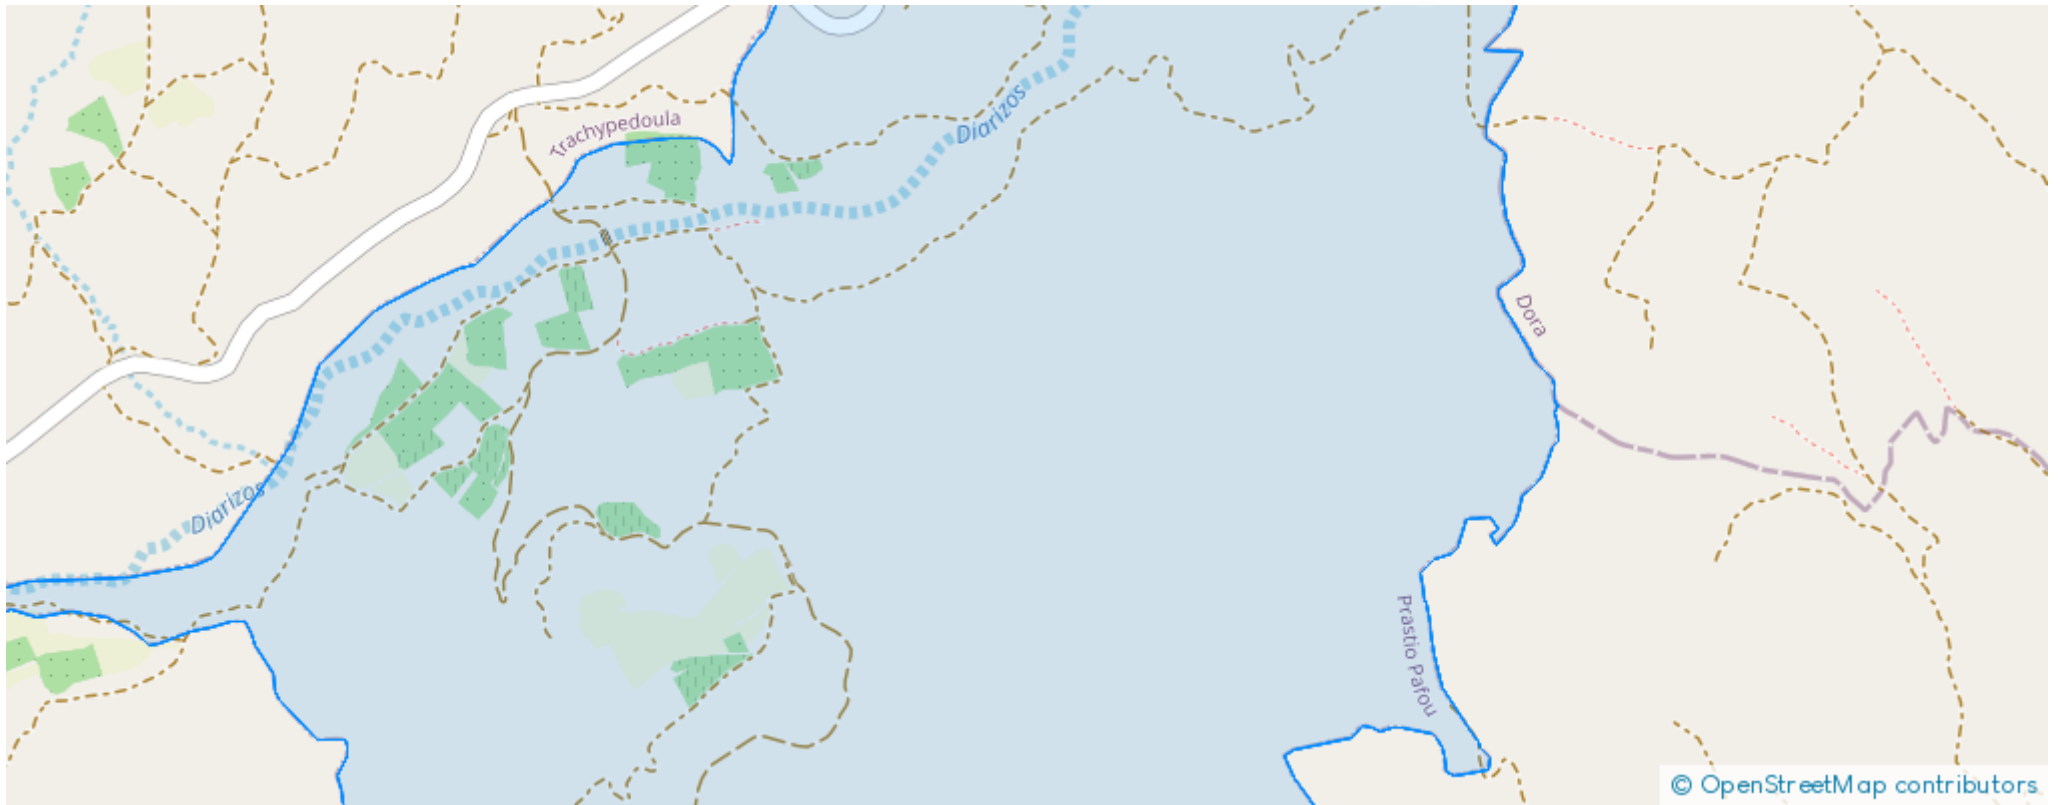 Trachypedoula
Diarizos
Dora
Diarizos
Prastio Pafou
© OpenStreetMap contributors